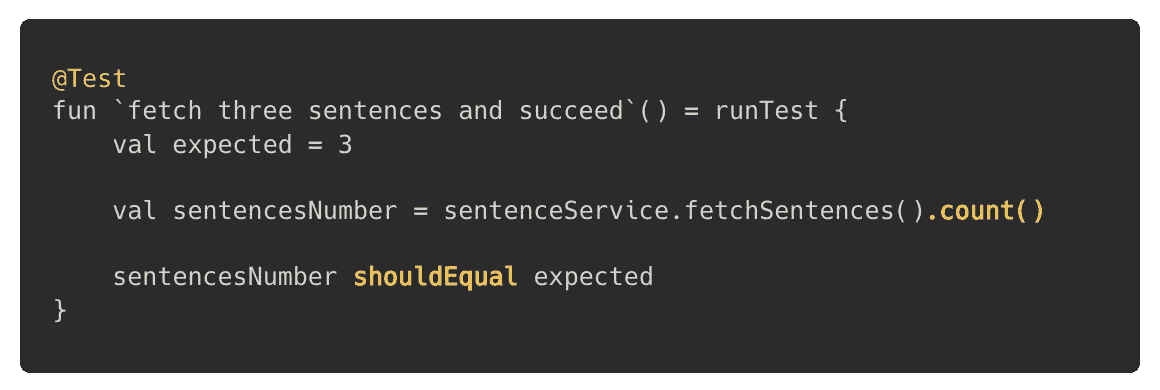 @Test
fun `fetch three sentences and succeed`() = runTest {
    val expected = 3
    val sentencesNumber = sentenceService.fetchSentences().count()
    sentencesNumber shouldEqual expected
}